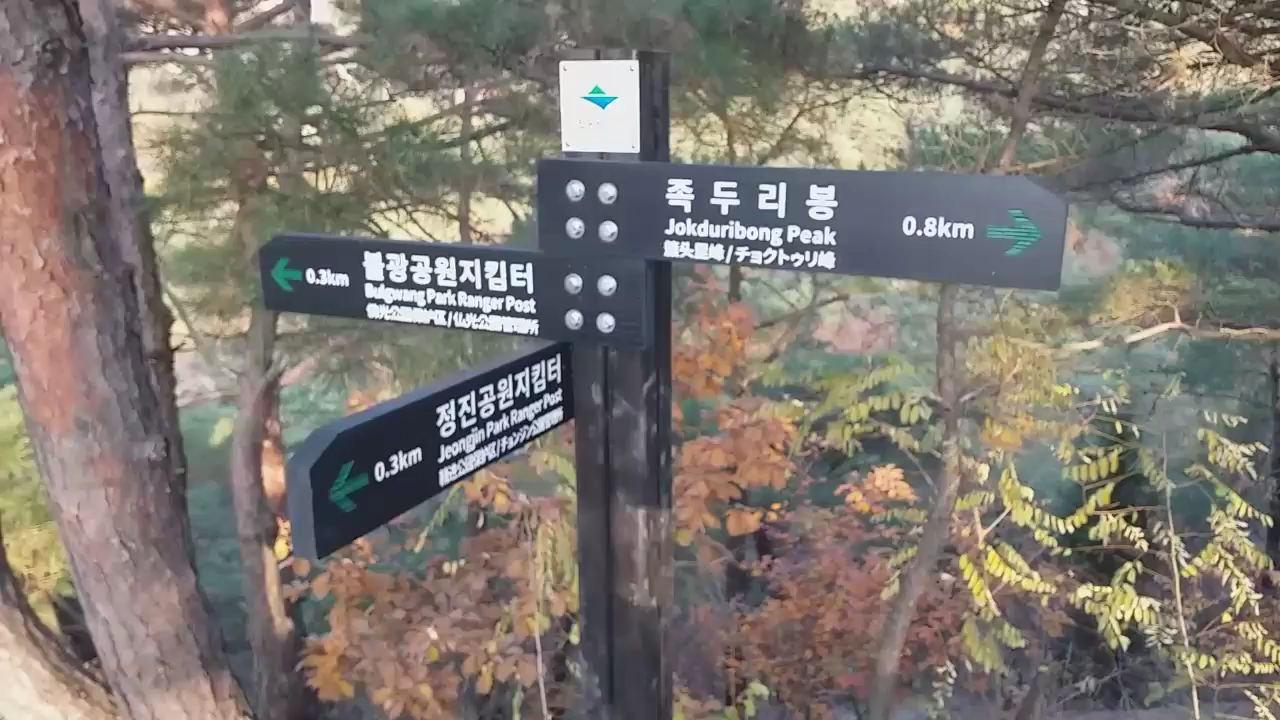 족두리봉
Jokduribong Peak
0.8km
簇头里峰 / チョクトゥリ峰
불광공원지킴터
0.3km
Bulgwang Park Ranger Post
정진공원지킴터
0.3km
Jeongjin Park Ranger Post